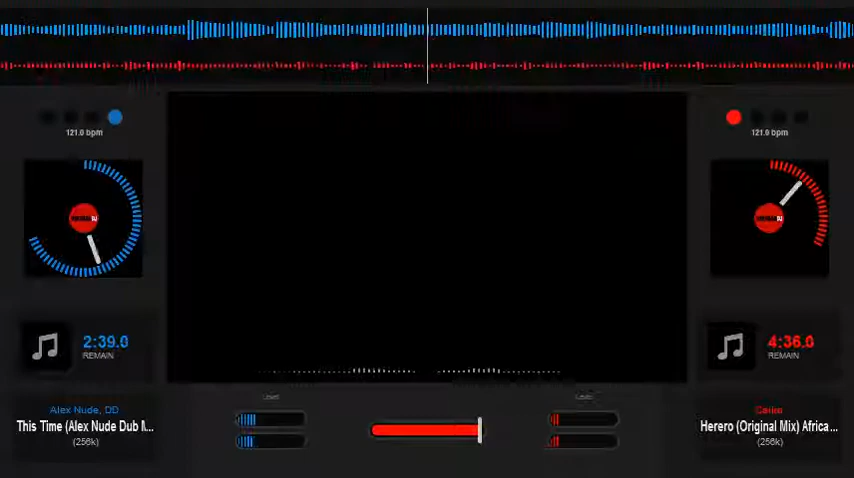 121.0 bpm
121.0 bpm
2:39.0
REMAIN
4:36.0
REMAIN
Level
Level
Alex Nude, DD
This Time (Alex Nude Dub M...
(256k)
Herero (Original Mix) Africa...
(256k)